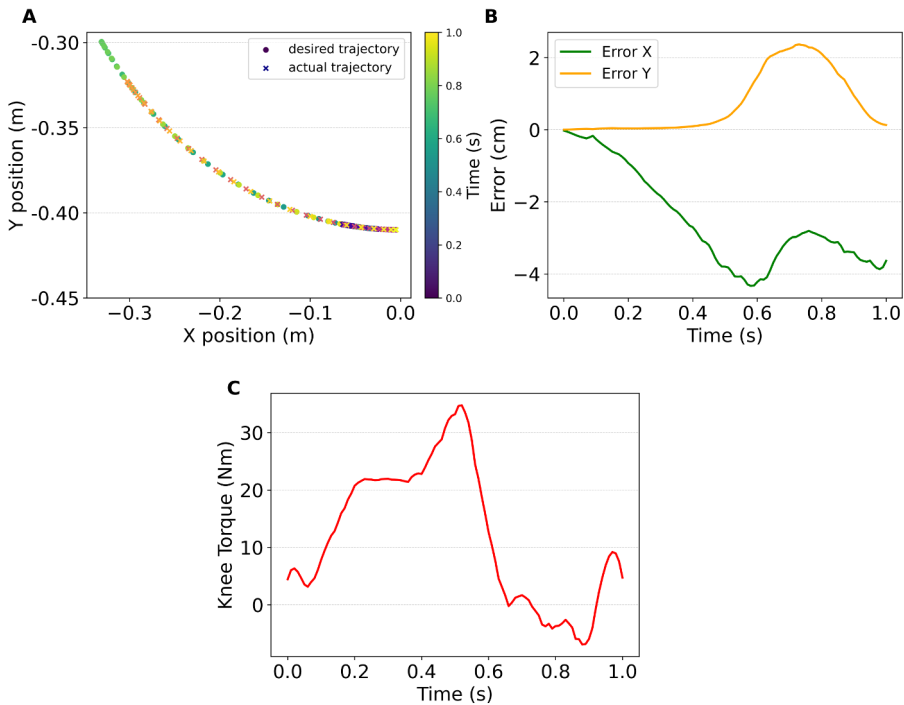 A
-0.30
-0.35
-0.40
-0.45
Y position (m)
−0.3
−0.2
−0.1
0.0
X position (m)
desired trajectory
actual trajectory
1.0
0.8
0.6
0.4
0.2
0.0
Time (s)
B
2
0
−2
−4
Error (cm)
Error X
Error Y
0.0
0.2
0.4
0.6
0.8
1.0
Time (s)
C
30
20
10
0
Knee Torque (Nm)
0.0
0.2
0.4
0.6
0.8
1.0
Time (s)